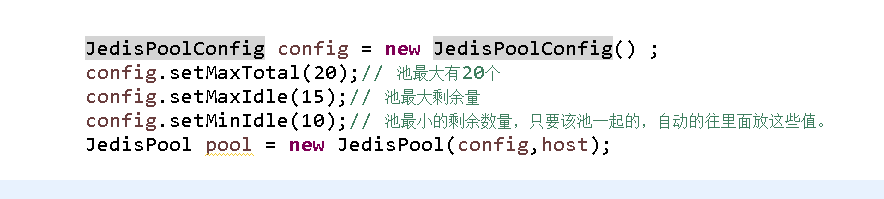 JedisPoolConfig config = new JedisPoolConfig() ;
config.setMaxTotal(20);// 池最大有20个
config.setMaxIdle(15);// 池最大剩余量
config.setMinIdle(10);// 池最小的剩余数量，只要该池一起的，自动的往里面放这些值。
JedisPool pool = new JedisPool(config,host);